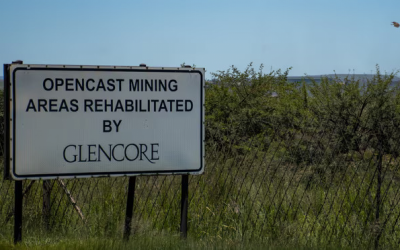 OPENCAST MINING
AREAS REHABILITATED
BY
GLENCORE